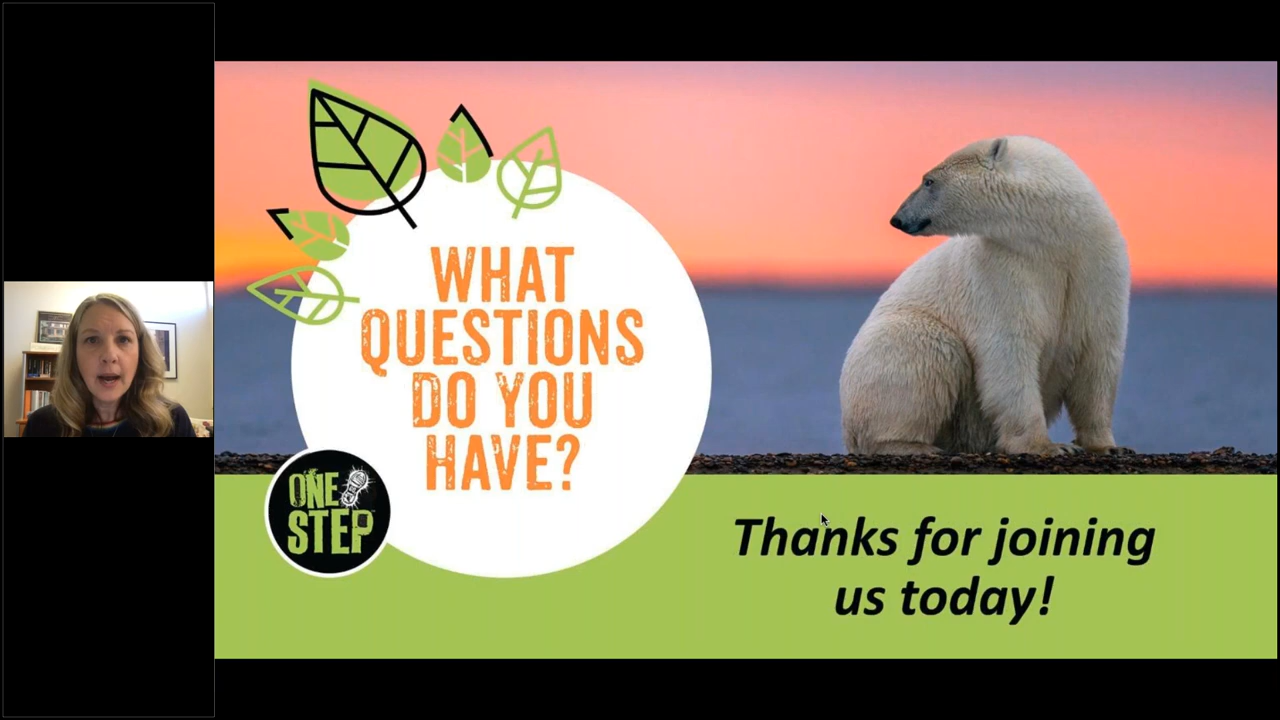 WHAT
QUESTIONS
DO YOU
HAVE?
ONE
STEP
Thanks for joining
us today!